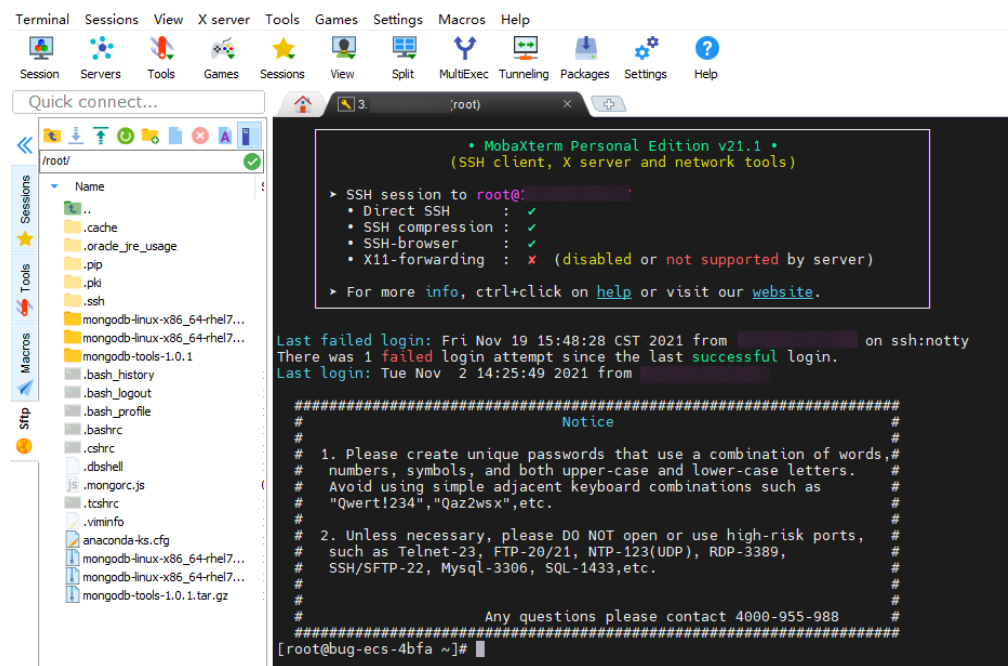 Terminal Sessions View X server Tools Games Settings Macros Help
Session Servers Tools Games Sessions View Split MultiExec Tunneling Packages Settings Help
Quick connect...
3. (root)
/root/
Name
..
.cache
.oracle_jre_usage
.pip
.pki
.ssh
mongodb-linux-x86_64-rhel7...
mongodb-linux-x86_64-rhel7...
mongodb-tools-1.0.1
.bash_history
.bash_logout
.bash_profile
.bashrc
.cshrc
.dbshell
.mongorc.js
.tcshrc
.viminfo
anaconda-ks.cfg
mongodb-linux-x86_64-rhel7...
mongodb-linux-x86_64-rhel7...
mongodb-tools-1.0.1.tar.gz
Sessions
Tools
Macros
Sftp
• MobaXterm Personal Edition v21.1 •
(SSH client, X server and network tools)
➤ SSH session to root@
• Direct SSH : ✔
• SSH compression : ✔
• SSH-browser : ✔
• X11-forwarding : ✘ (disabled or not supported by server)
➤ For more info, ctrl+click on help or visit our website.
Last failed login: Fri Nov 19 15:48:28 CST 2021 from on ssh:notty
There was 1 failed login attempt since the last successful login.
Last login: Tue Nov 2 14:25:49 2021 from
######################################################################
# Notice #
# #
# 1. Please create unique passwords that use a combination of words,#
# numbers, symbols, and both upper-case and lower-case letters. #
# Avoid using simple adjacent keyboard combinations such as #
# "Qwert!234","Qaz2wsx",etc. #
# #
# 2. Unless necessary, please DO NOT open or use high-risk ports, #
# such as Telnet-23, FTP-20/21, NTP-123(UDP), RDP-3389, #
# SSH/SFTP-22, Mysql-3306, SQL-1433,etc. #
# #
# #
# Any questions please contact 4000-955-988 #
######################################################################
[root@bug-ecs-4bfa ~]#